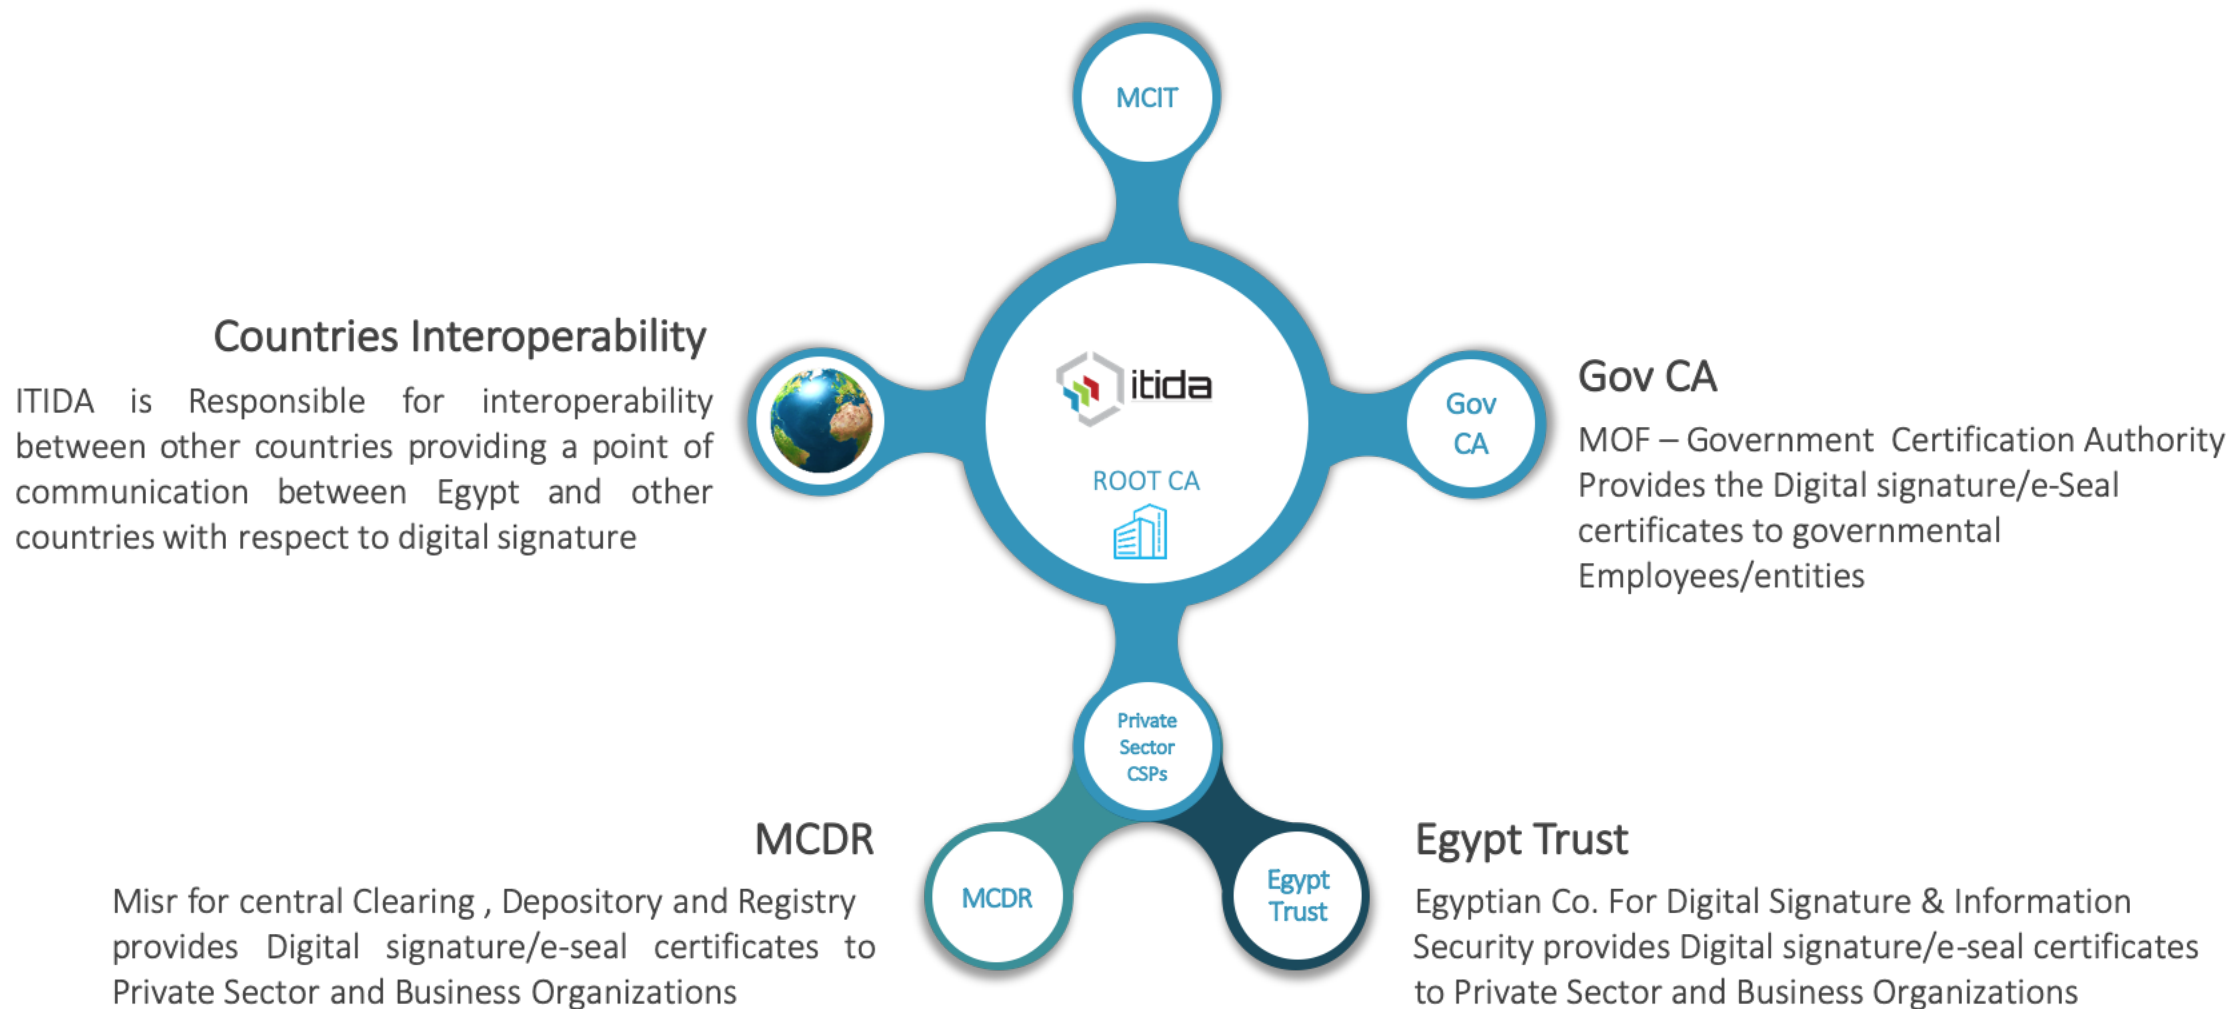 MCIT
Countries Interoperability
ITIDA is Responsible for interoperability
between other countries providing a point of
communication between Egypt and other
countries with respect to digital signature
itida
ROOT CA
Gov
CA
Gov CA
MOF – Government Certification Authority
Provides the Digital signature/e-Seal
certificates to governmental
Employees/entities
Private
Sector
CSPs
MCDR
Misr for central Clearing , Depository and Registry
provides Digital signature/e-seal certificates to
Private Sector and Business Organizations
MCDR
Egypt
Trust
Egypt Trust
Egyptian Co. For Digital Signature & Information
Security provides Digital signature/e-seal certificates
to Private Sector and Business Organizations